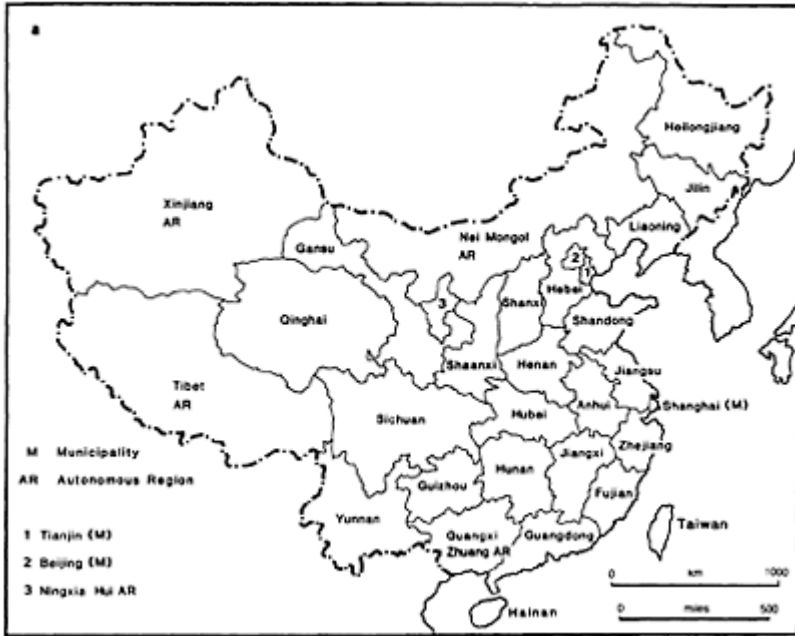 a
Heilongjiang
Jilin
Xinjiang
AR
Nei Mongol
AR
Liaoning
Gansu
2
1
Hebei
3
Shanxi
Qinghai
Shandong
Shaanxi
Henan
Jiangsu
Tibet
AR
Anhui
Shanghai (M)
Sichuan
Hubei
Zhejiang
M Municipality
Hunan
Jiangxi
AR Autonomous Region
Guizhou
Fujian
Yunnan
Taiwan
1 Tianjin (M)
Guangxi
Zhuang AR
Guangdong
2 Beijing (M)
0 km 1000
3 Ningxia Hui AR
Hainan
0 miles 500